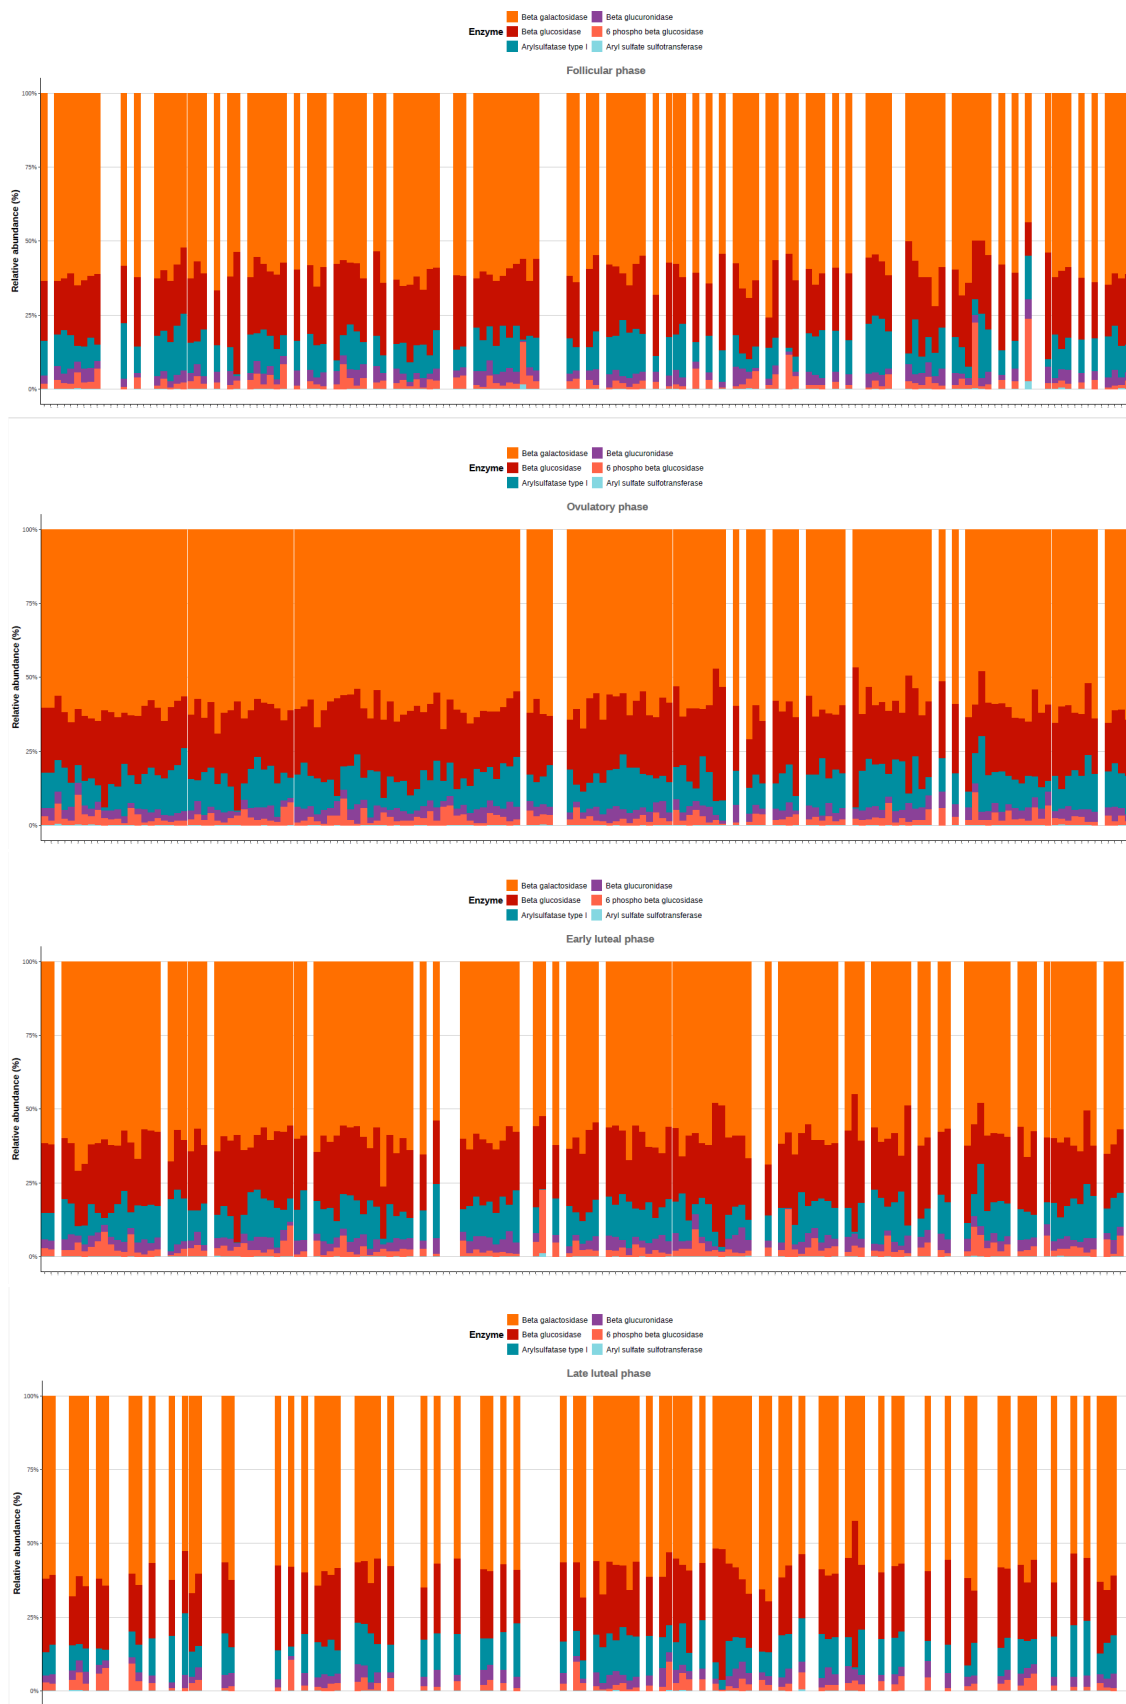 Beta galactosidase Beta glucuronidase
Enzyme Beta glucosidase 6 phospho beta glucosidase
Arylsulfatase type I Aryl sulfate sulfotransferase
Follicular phase
100%
75%
50%
25%
0%
Relative abundance (%)
Beta galactosidase Beta glucuronidase
Enzyme Beta glucosidase 6 phospho beta glucosidase
Arylsulfatase type I Aryl sulfate sulfotransferase
Ovulatory phase
100%
75%
50%
25%
0%
Relative abundance (%)
Beta galactosidase Beta glucuronidase
Enzyme Beta glucosidase 6 phospho beta glucosidase
Arylsulfatase type I Aryl sulfate sulfotransferase
Early luteal phase
100%
75%
50%
25%
0%
Relative abundance (%)
Beta galactosidase Beta glucuronidase
Enzyme Beta glucosidase 6 phospho beta glucosidase
Arylsulfatase type I Aryl sulfate sulfotransferase
Late luteal phase
100%
75%
50%
25%
0%
Relative abundance (%)